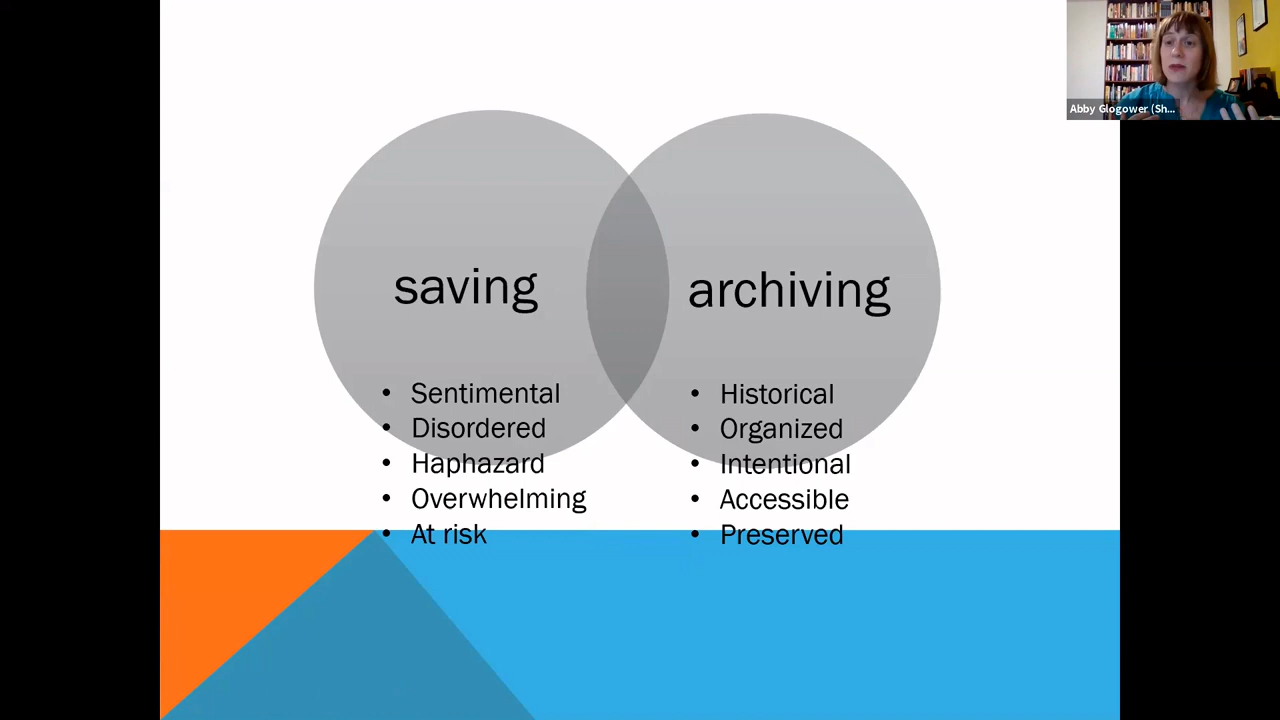 Abby Glogower (Sh...
saving
archiving
• Sentimental
• Disordered
• Haphazard
• Overwhelming
• At risk
• Historical
• Organized
• Intentional
• Accessible
• Preserved